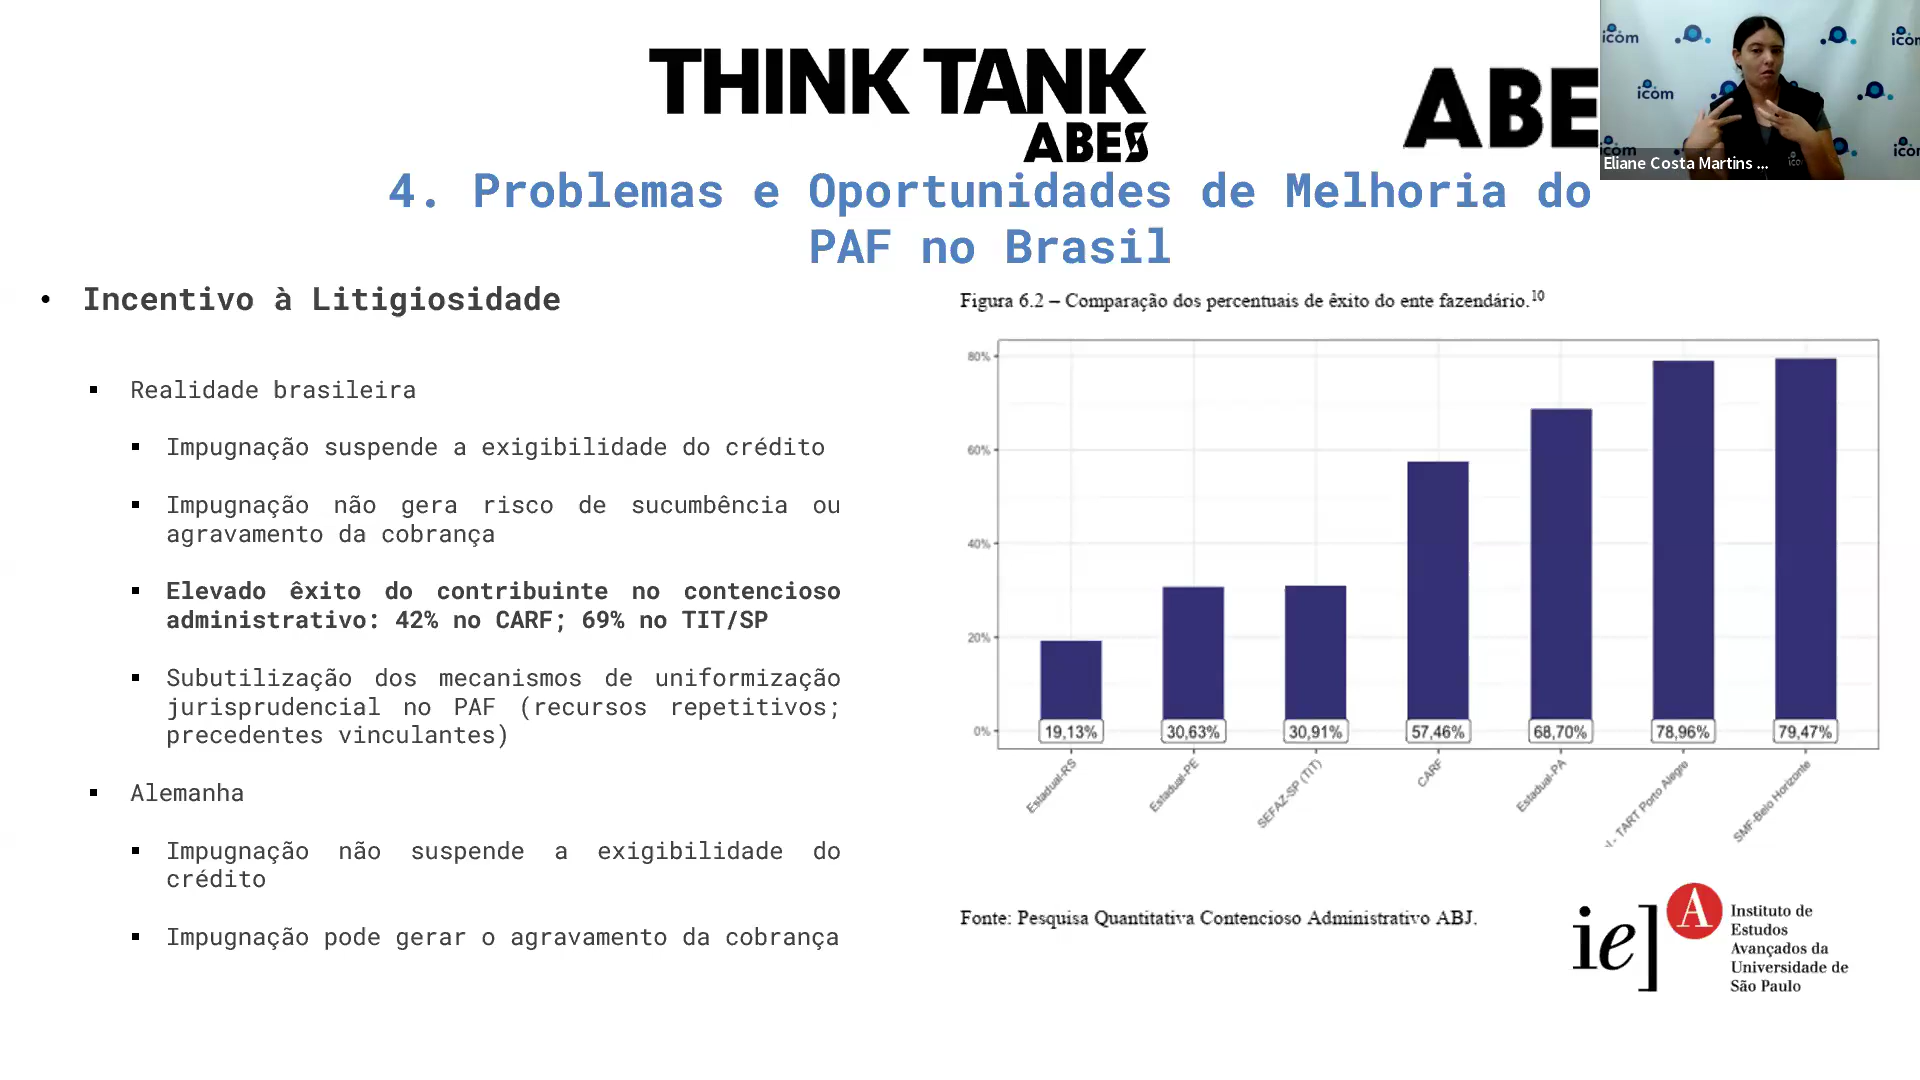 THINK TANK
ABES
ABE
icom
icom
icom
icom
icom
Eliane Costa Martins ...
4. Problemas e Oportunidades de Melhoria do
PAF no Brasil
• Incentivo à Litigiosidade
▪ Realidade brasileira
▪ Impugnação suspende a exigibilidade do crédito
▪ Impugnação não gera risco de sucumbência ou
agravamento da cobrança
▪ Elevado êxito do contribuinte no contencioso
administrativo: 42% no CARF; 69% no TIT/SP
▪ Subutilização dos mecanismos de uniformização
jurisprudencial no PAF (recursos repetitivos;
precedentes vinculantes)
▪ Alemanha
▪ Impugnação não suspende a exigibilidade do
crédito
▪ Impugnação pode gerar o agravamento da cobrança
Figura 6.2 – Comparação dos percentuais de êxito do ente fazendário.10
80%
60%
40%
20%
0%
19,13% 30,63% 30,91% 57,46% 68,70% 78,96% 79,47%
Estadual-RS
Estadual-PE
SEFAZ-SP (TIT)
CARF
Estadual-PA
- TART Porto Alegre
SMF-Belo Horizonte
Fonte: Pesquisa Quantitativa Contencioso Administrativo ABJ.
ie] A
Instituto de
Estudos
Avançados da
Universidade de
São Paulo